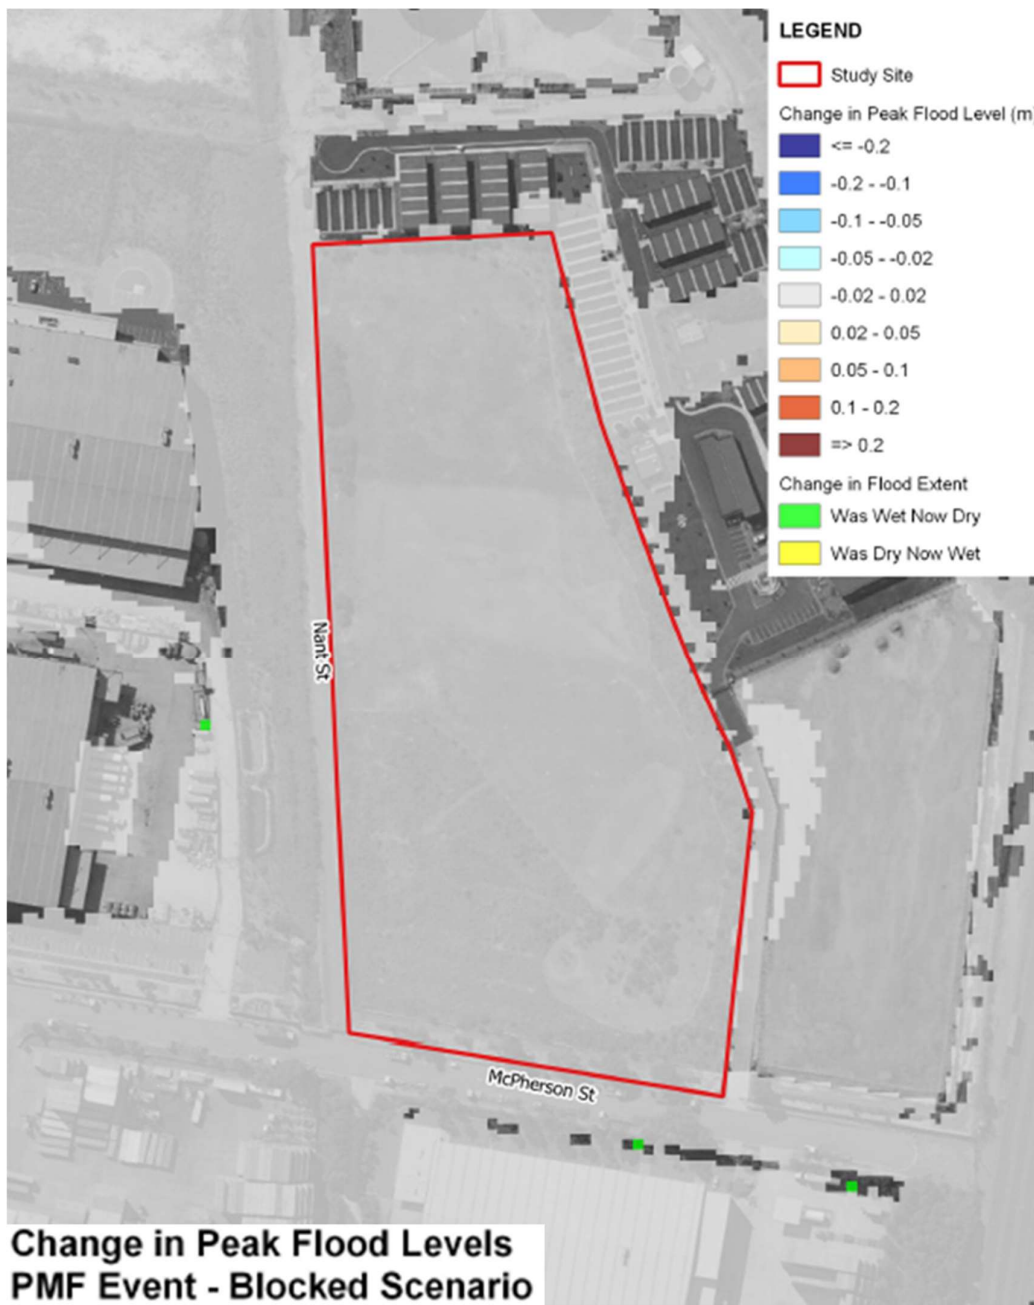 LEGEND
Study Site
Change in Peak Flood Level (m)
<= -0.2
-0.2 - -0.1
-0.1 - -0.05
-0.05 - -0.02
-0.02 - 0.02
0.02 - 0.05
0.05 - 0.1
0.1 - 0.2
=> 0.2
Change in Flood Extent
Was Wet Now Dry
Was Dry Now Wet
Nant St
McPherson St
Change in Peak Flood Levels
PMF Event - Blocked Scenario